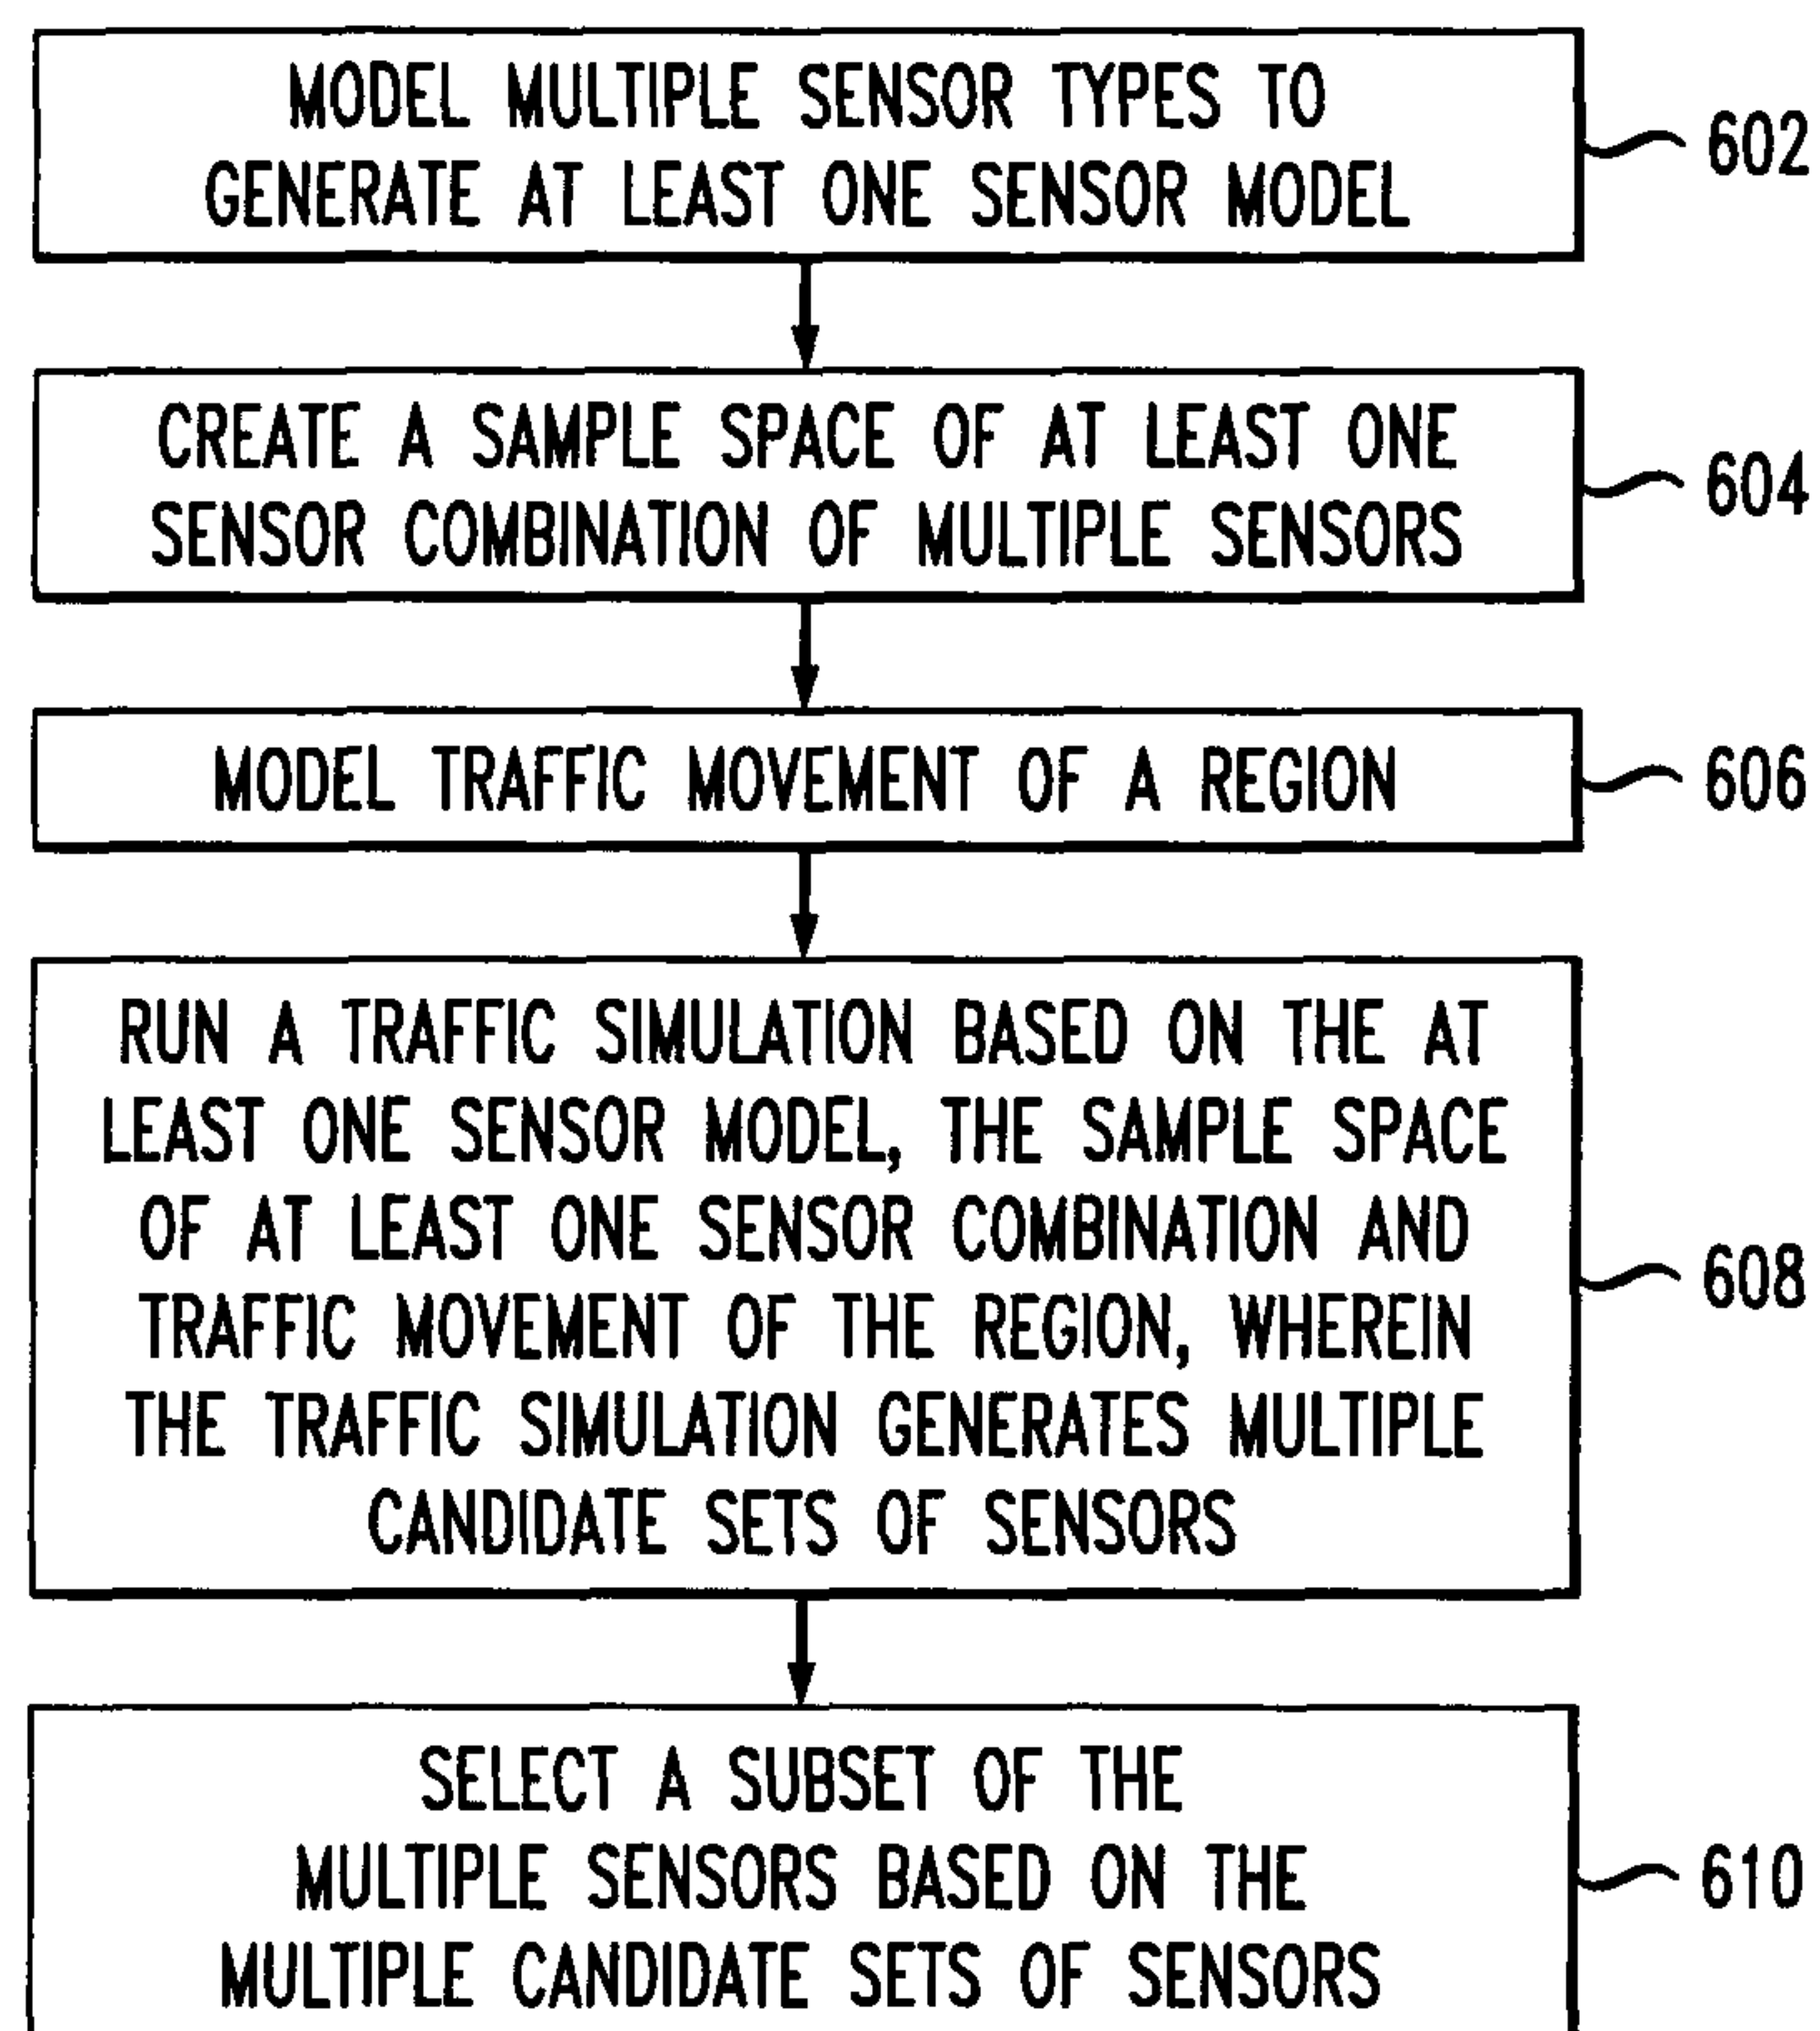 MODEL MULTIPLE SENSOR TYPES TO
GENERATE AT LEAST ONE SENSOR MODEL
602
CREATE A SAMPLE SPACE OF AT LEAST ONE
SENSOR COMBINATION OF MULTIPLE SENSORS
604
MODEL TRAFFIC MOVEMENT OF A REGION
606
RUN A TRAFFIC SIMULATION BASED ON THE AT
LEAST ONE SENSOR MODEL, THE SAMPLE SPACE
OF AT LEAST ONE SENSOR COMBINATION AND
TRAFFIC MOVEMENT OF THE REGION, WHEREIN
THE TRAFFIC SIMULATION GENERATES MULTIPLE
CANDIDATE SETS OF SENSORS
608
SELECT A SUBSET OF THE
MULTIPLE SENSORS BASED ON THE
MULTIPLE CANDIDATE SETS OF SENSORS
610